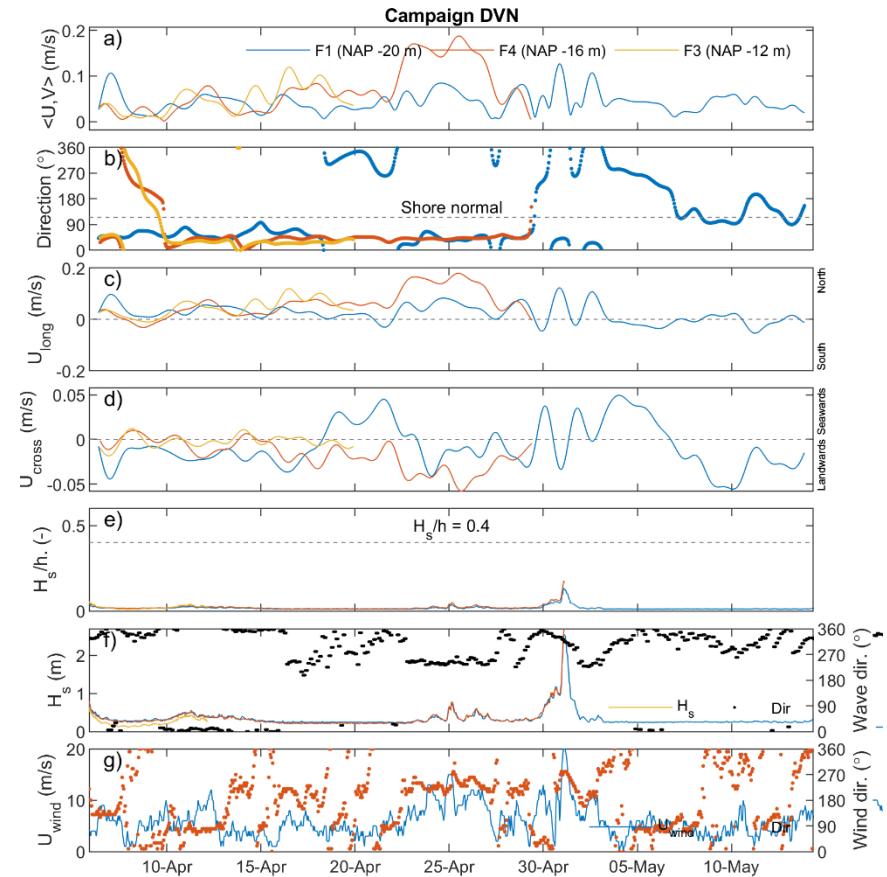 Campaign DVN
a)
F1 (NAP -20 m) F4 (NAP -16 m) F3 (NAP -12 m)
<U,V> (m/s)
0.2
0.1
0
b)
Direction (°)
360
270
180
90
0
Shore normal
c)
U_long (m/s)
0.2
0
-0.2
North
South
d)
U_cross (m/s)
0.05
0
-0.05
Landwards Seawards
e)
H_s/h. (-)
0.5
0
H_s/h = 0.4
f)
H_s (m)
2
1
0
H_s Dir
360
270
180
90
0
Wave dir. (°)
g)
U_wind (m/s)
20
10
0
U_wind Dir
360
270
180
90
0
Wind dir. (°)
10-Apr 15-Apr 20-Apr 25-Apr 30-Apr 05-May 10-May